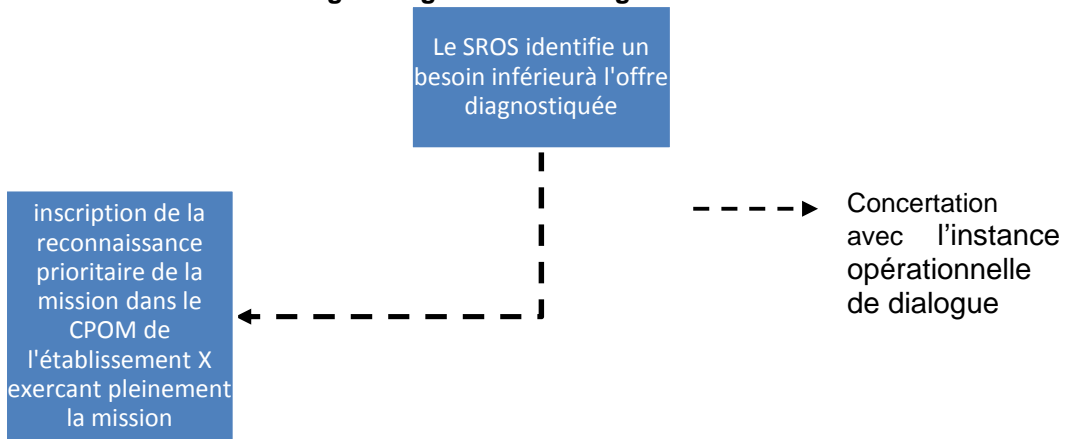 Le SROS identifie un
besoin inférieurà l'offre
diagnostiquée
inscription de la
reconnaissance
prioritaire de la
mission dans le
CPOM de
l'établissement X
exercant pleinement
la mission
Concertation
avec l'instance
opérationnelle
de dialogue